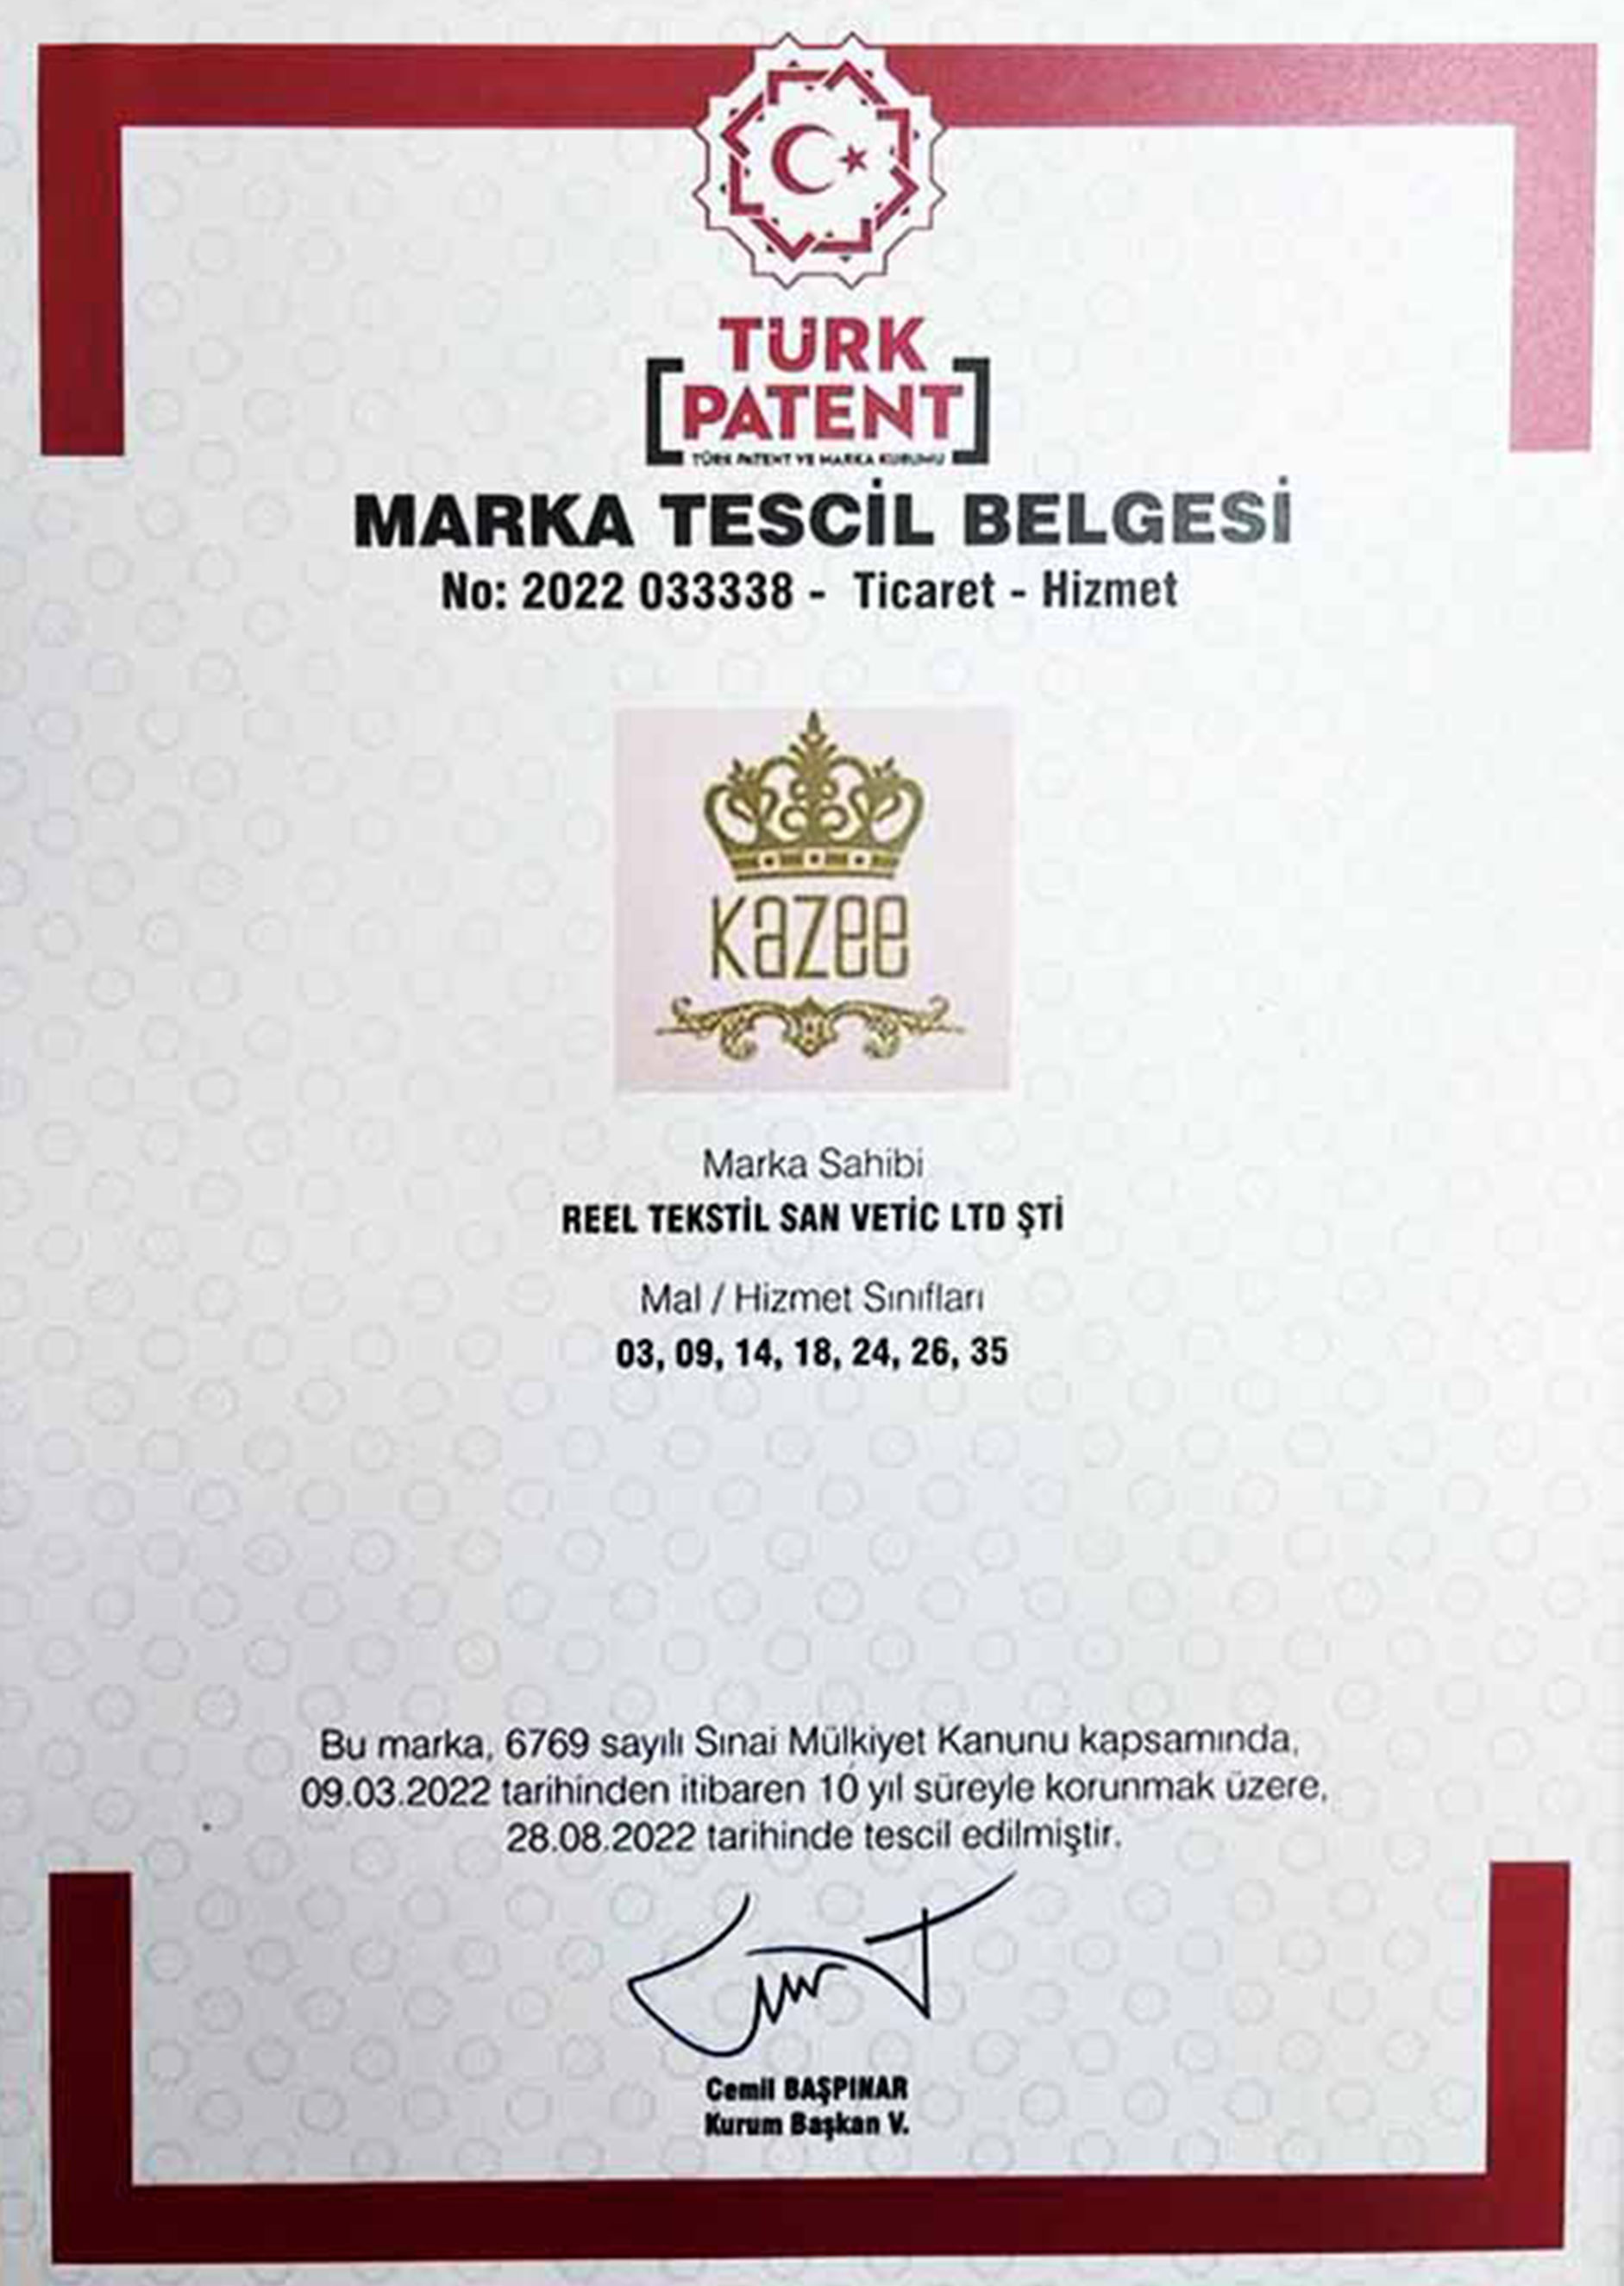 TÜRK
PATENT
TÜRK PATENT VE MARKA KURUMU
MARKA TESCİL BELGESİ
No: 2022 033338 - Ticaret - Hizmet
Kazee
Marka Sahibi
REEL TEKSTİL SAN VETİC LTD ŞTİ
Mal / Hizmet Sınıfları
03, 09, 14, 18, 24, 26, 35
Bu marka, 6769 sayılı Sınai Mülkiyet Kanunu kapsamında,
09.03.2022 tarihinden itibaren 10 yıl süreyle korunmak üzere,
28.08.2022 tarihinde tescil edilmiştir.
Cemil BAŞPINAR
Kurum Başkan V.